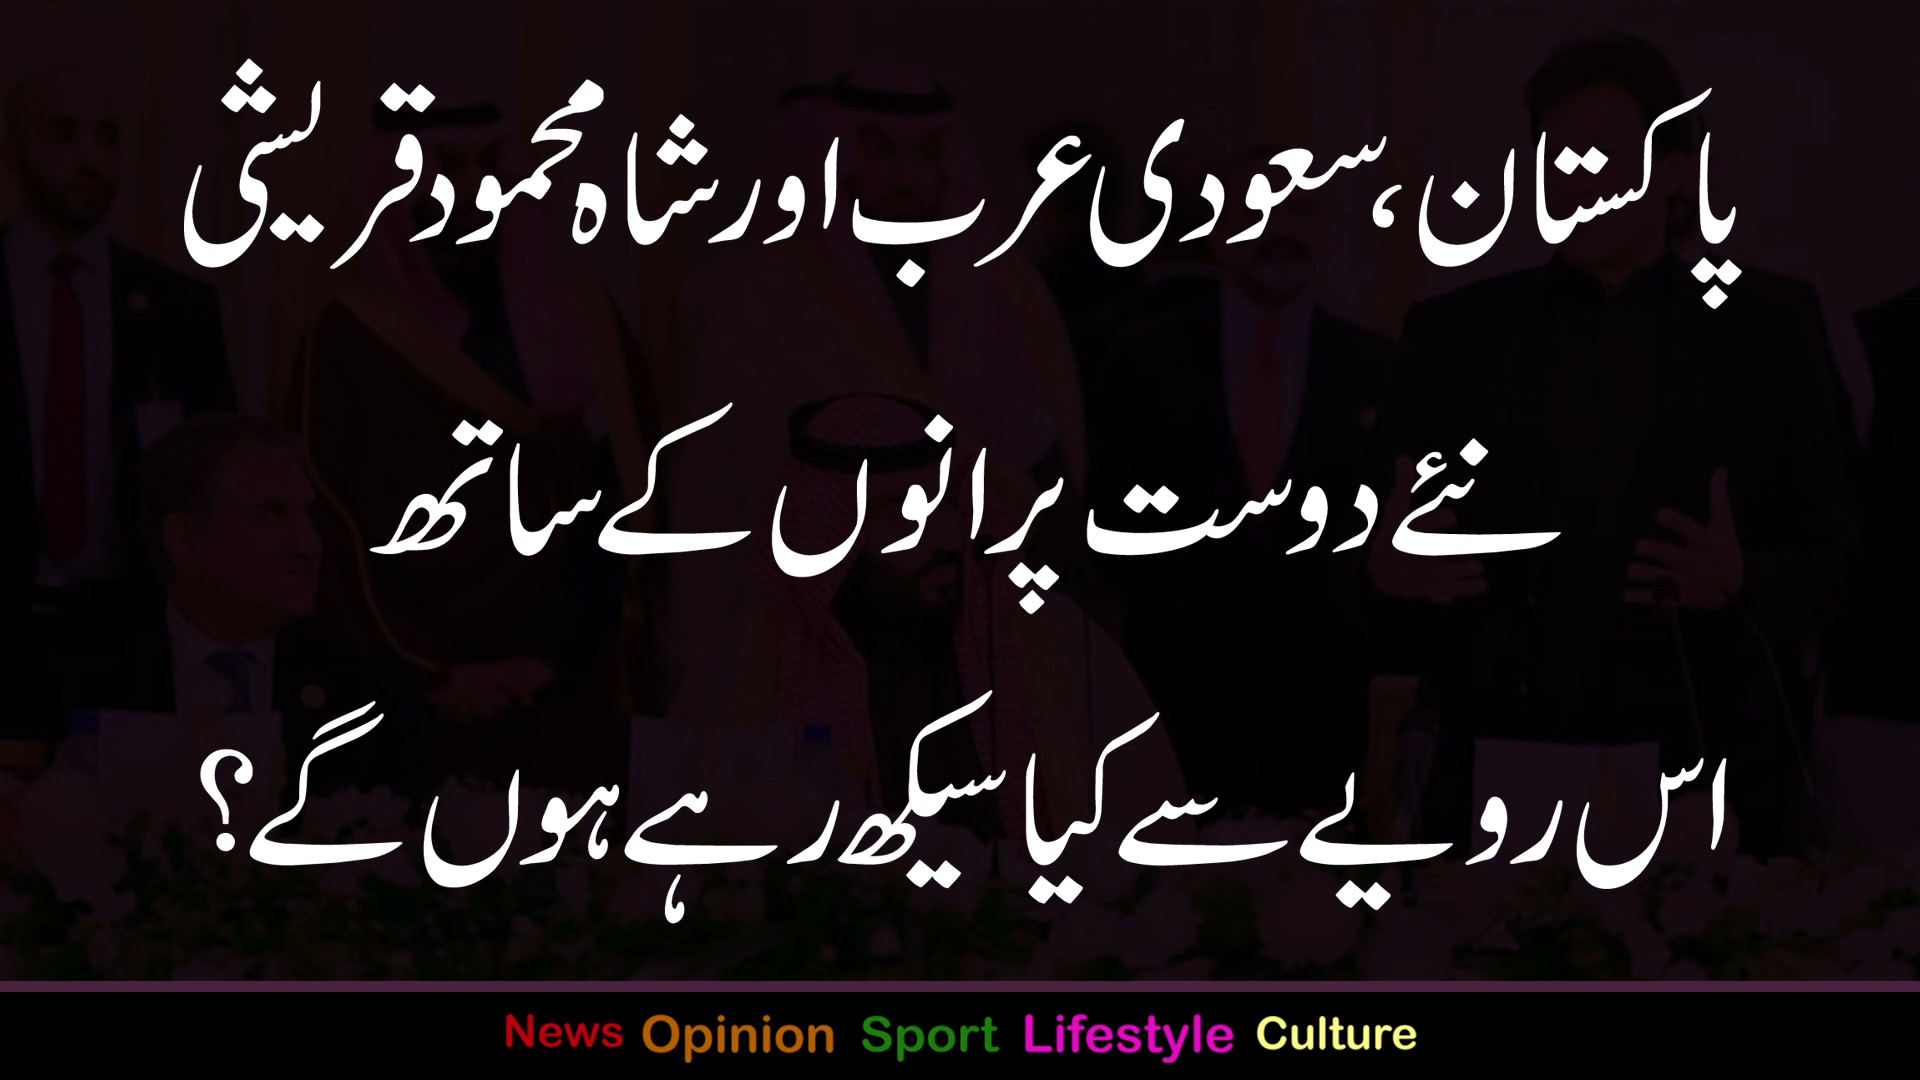 پاکستان، سعودی عرب اور شاہ محمود قریشی
نئے دوست پرانوں کے ساتھ
اس رویے سے کیا سیکھ رہے ہوں گے؟
News Opinion Sport Lifestyle Culture